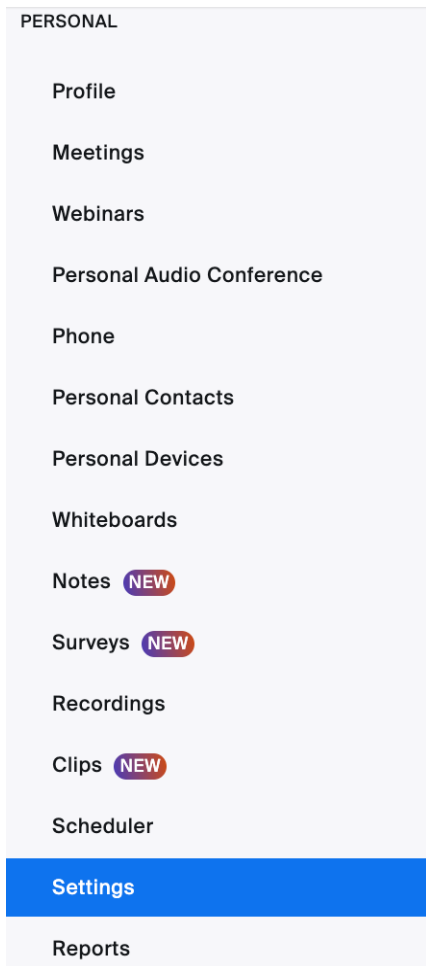 PERSONAL
Profile
Meetings
Webinars
Personal Audio Conference
Phone
Personal Contacts
Personal Devices
Whiteboards
Notes NEW
Surveys NEW
Recordings
Clips NEW
Scheduler
Settings
Reports